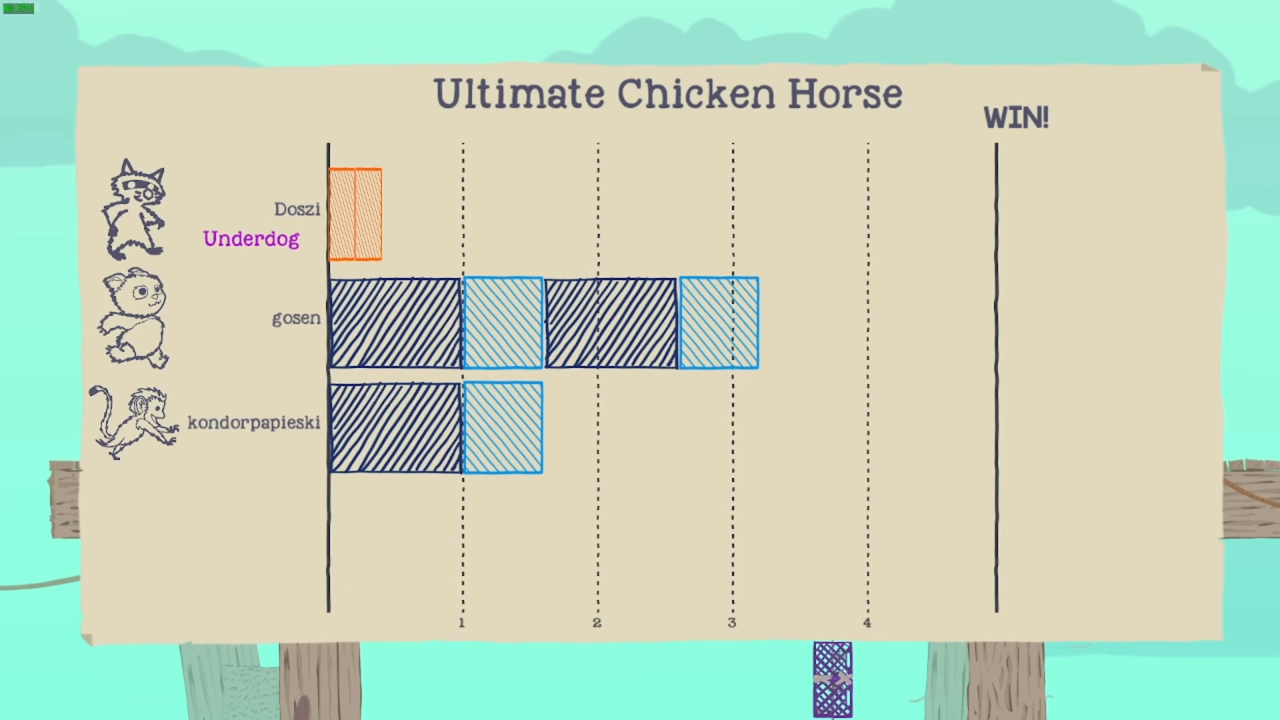 Ultimate Chicken Horse
WIN!
Doszi
Underdog
gosen
kondorpapieski
1 2 3 4